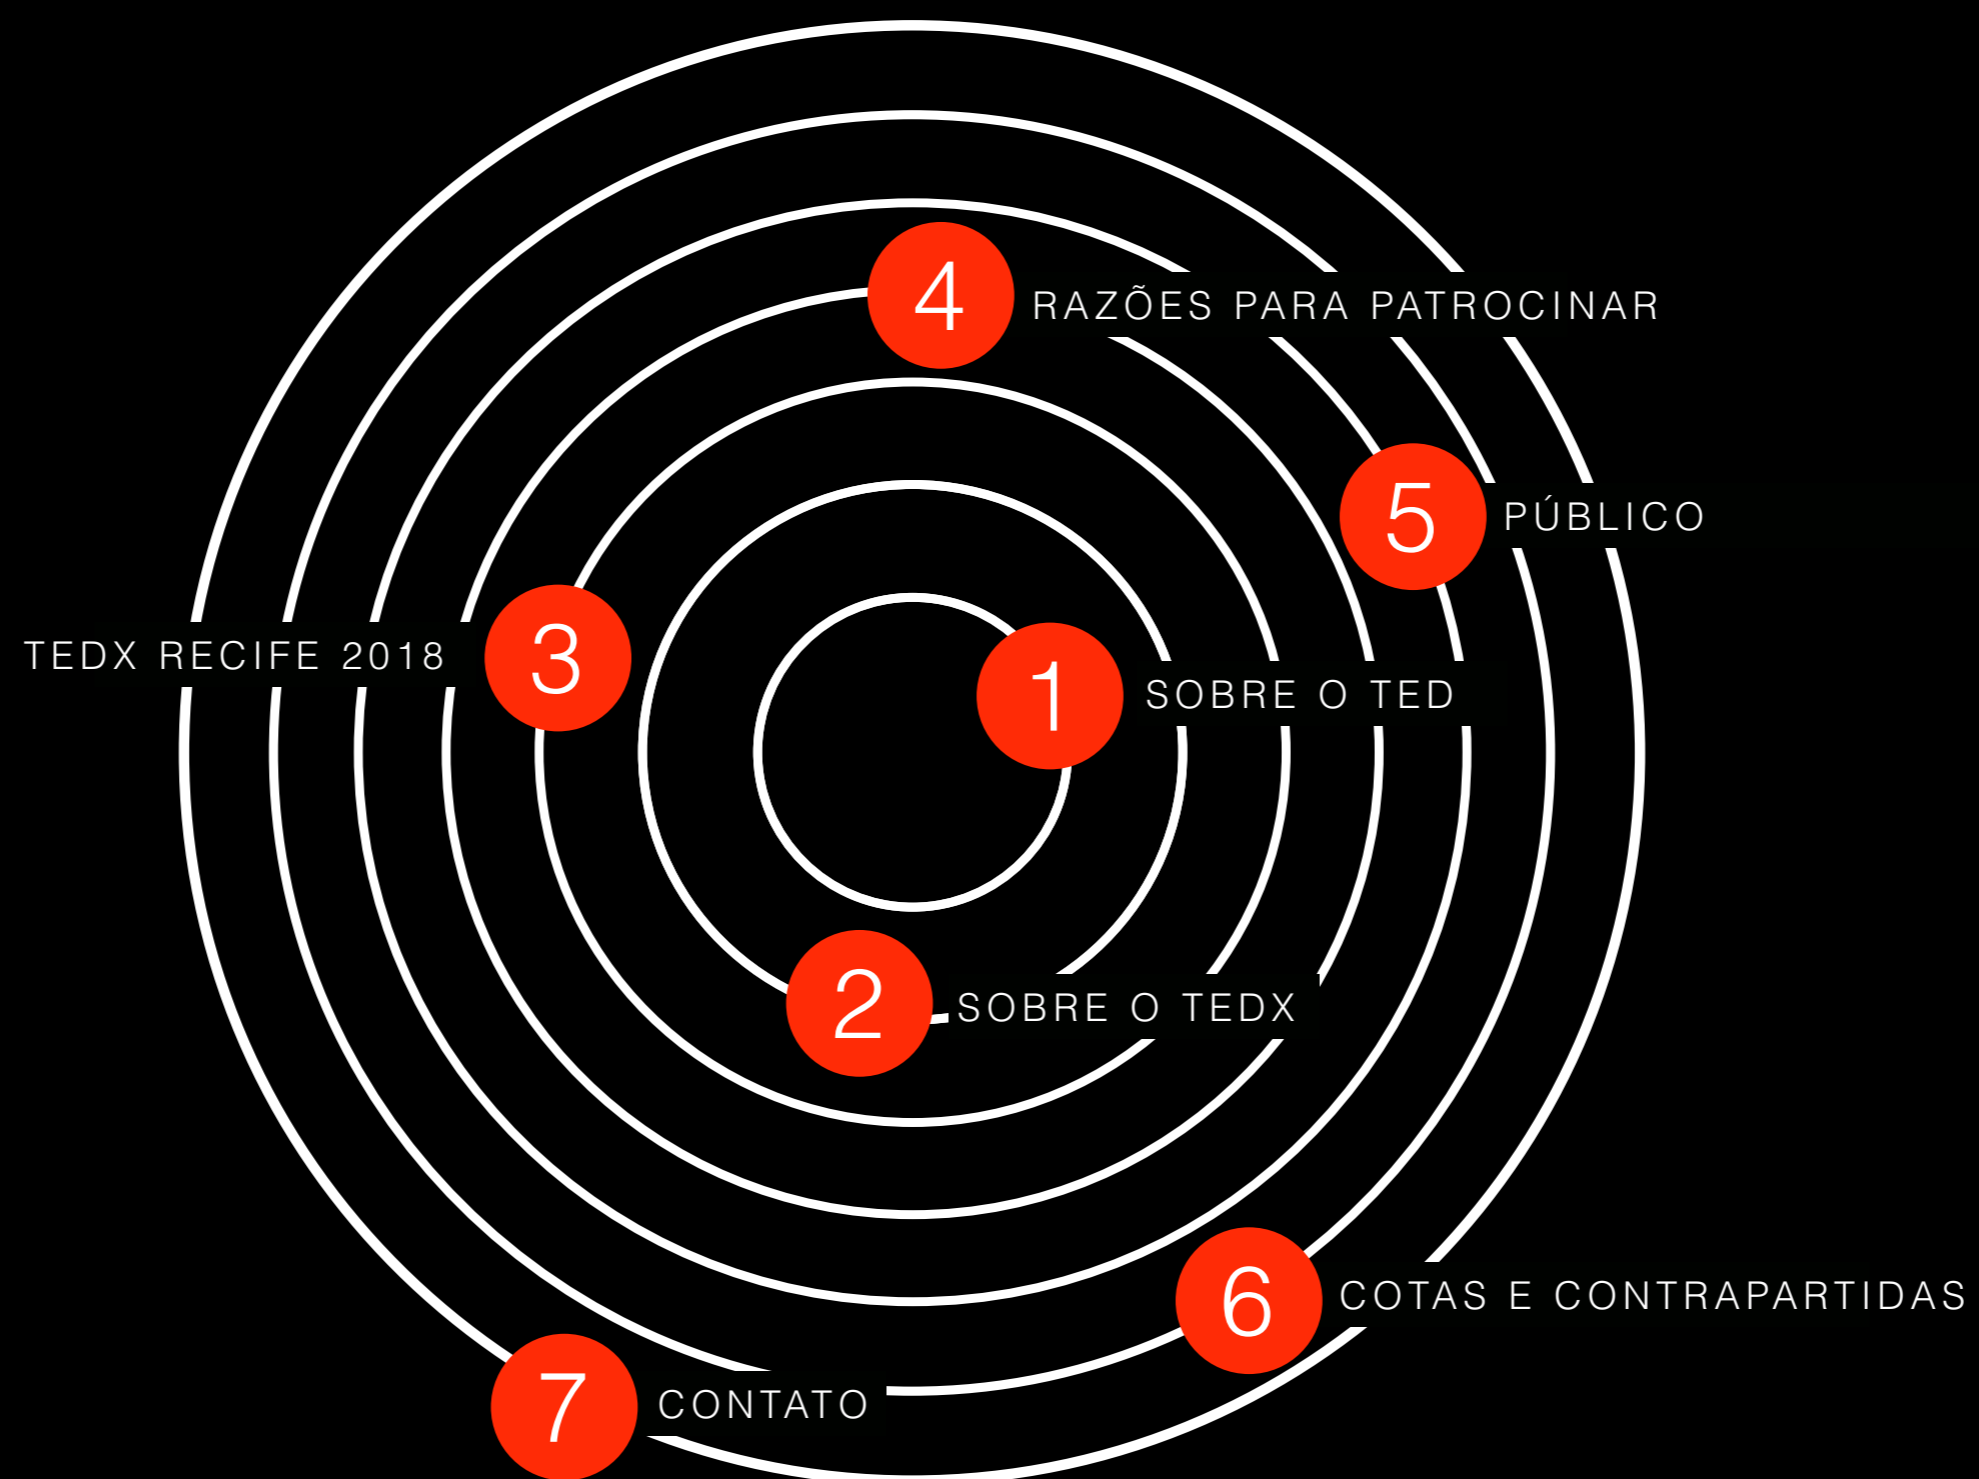 4 RAZÕES PARA PATROCINAR
5 PÚBLICO
TEDX RECIFE 2018 3
1 SOBRE O TED
2 SOBRE O TEDX
6 COTAS E CONTRAPARTIDAS
7 CONTATO